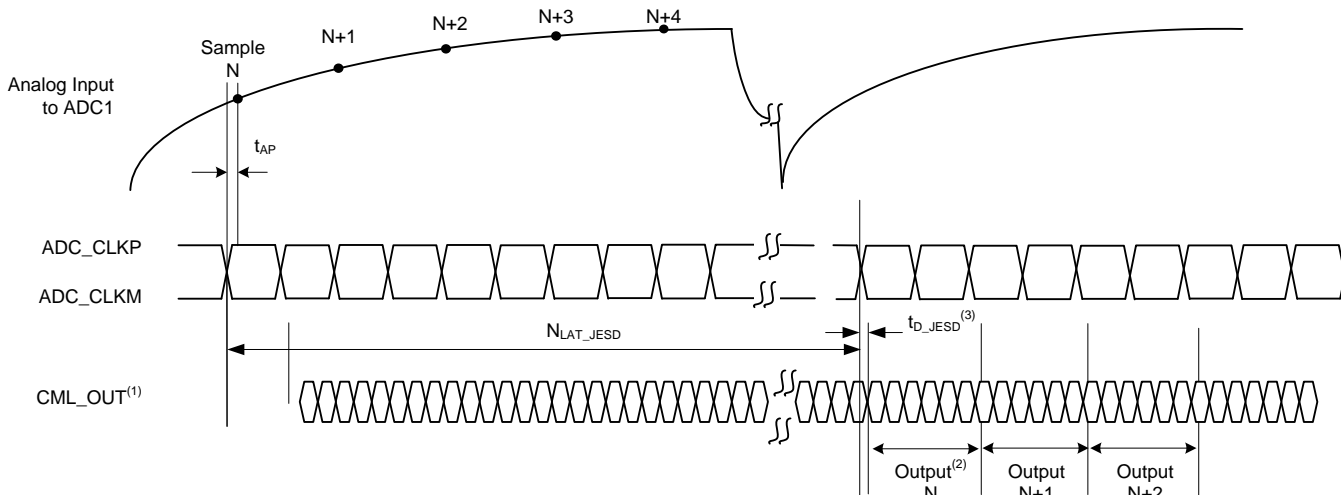 Sample
N
N+1
N+2
N+3
N+4
Analog Input
to ADC1
tAP
ADC_CLKP
ADC_CLKM
NLAT_JESD
tD_JESD(3)
CML_OUT(1)
Output(2)
N
Output
N+1
Output
N+2